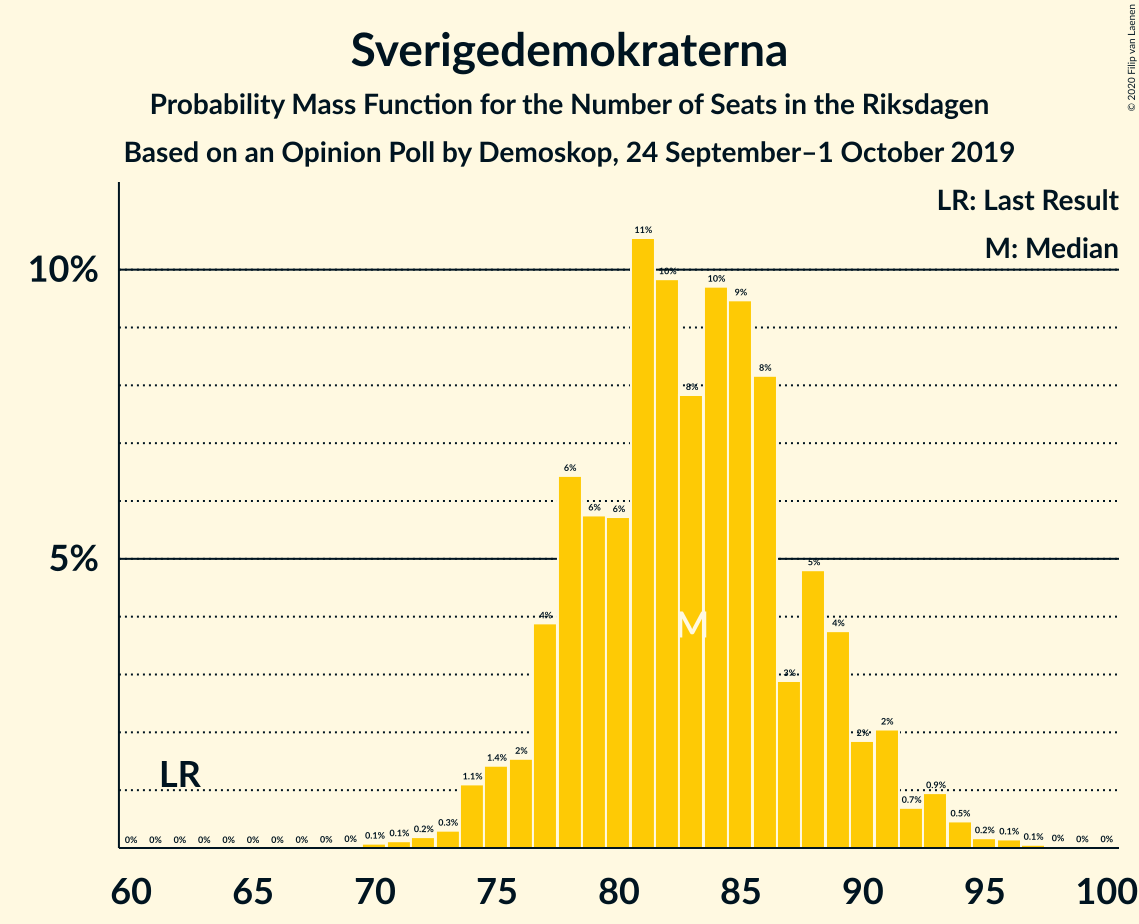 © 2020 Filip van Laenen
Sverigedemokraterna
Probability Mass Function for the Number of Seats in the Riksdagen
Based on an Opinion Poll by Demoskop, 24 September–1 October 2019
LR: Last Result
M: Median
10%
5%
11%
10%
10%
9%
8%
8%
6%
6%
6%
5%
4%
M
4%
3%
2%
2%
2%
LR
1.4%
1.1%
0.9%
0.7%
0.5%
0% 0% 0% 0% 0% 0% 0% 0% 0% 0% 0.1% 0.1% 0.2% 0.3% 0.2% 0.1% 0.1% 0% 0% 0%
60 65 70 75 80 85 90 95 100